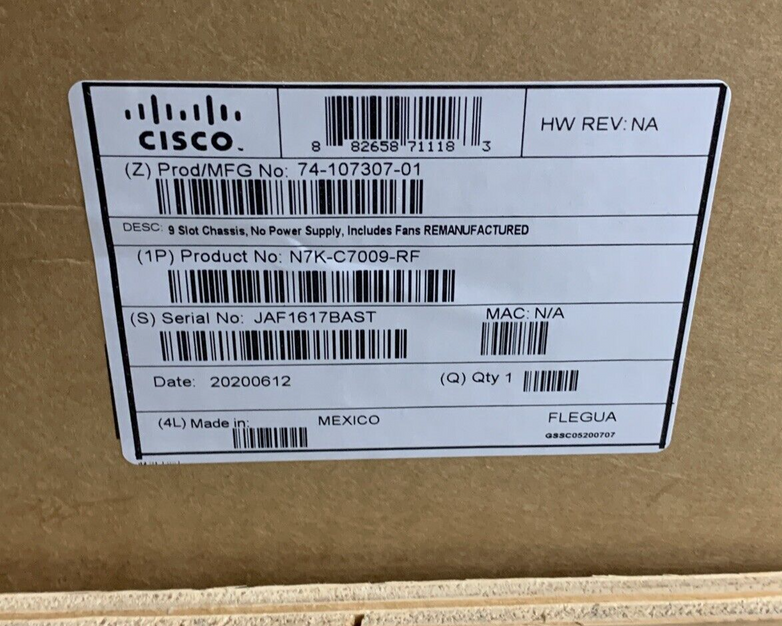 CISCO
8 82658 71118 3
HW REV: NA
(Z) Prod/MFG No: 74-107307-01
DESC: 9 Slot Chassis, No Power Supply, Includes Fans REMANUFACTURED
(1P) Product No: N7K-C7009-RF
(S) Serial No: JAF1617BAST
MAC: N/A
Date: 20200612
(Q) Qty 1
(4L) Made in:
MEXICO
FLEGUA
GSSC05200707